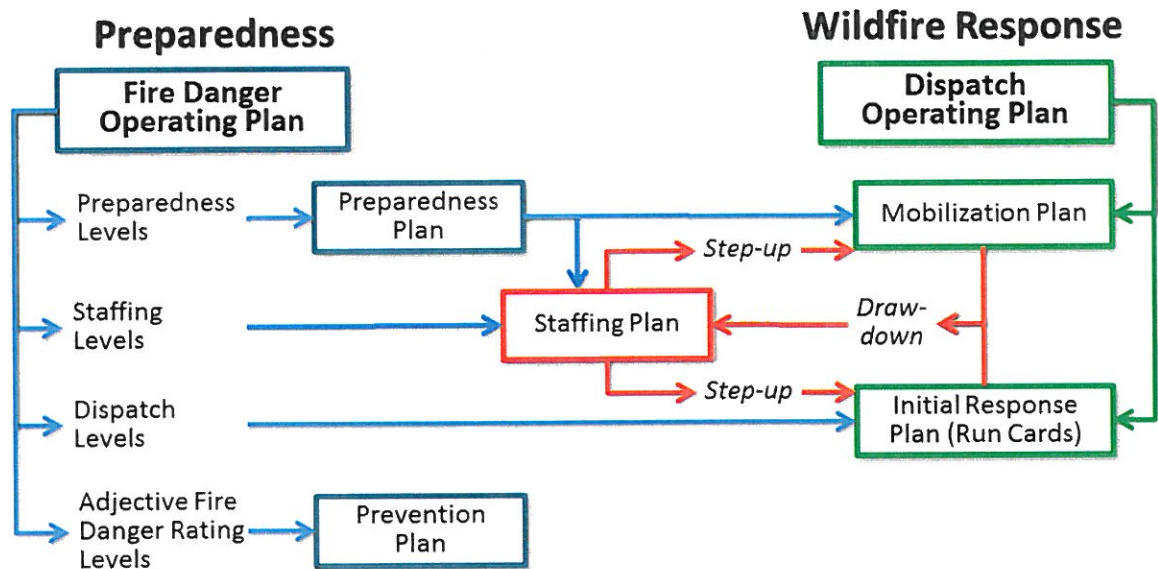 Preparedness
Wildfire Response
Fire Danger
Operating Plan
Dispatch
Operating Plan
Preparedness
Levels
Preparedness
Plan
Mobilization Plan
Step-up
Staffing
Levels
Staffing Plan
Draw-
down
Step-up
Dispatch
Levels
Initial Response
Plan (Run Cards)
Adjective Fire
Danger Rating
Levels
Prevention
Plan